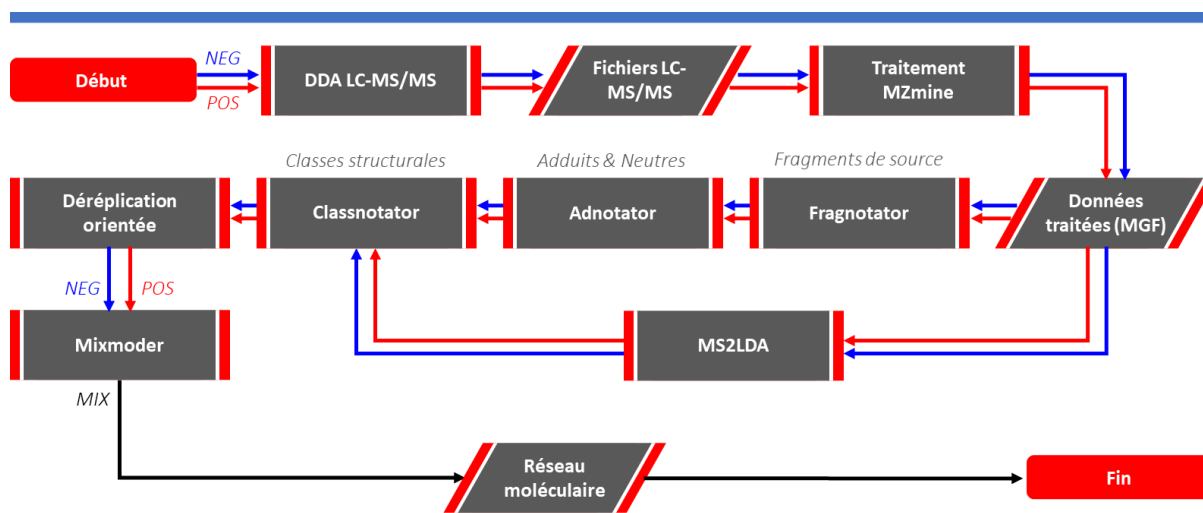 Début
NEG
POS
DDA LC-MS/MS
Fichiers LC-
MS/MS
Traitement
MZmine
Classes structurales
Adduits & Neutres
Fragments de source
Déréplication
orientée
Classnotator
Adnotator
Fragnotator
Données
traitées (MGF)
NEG
POS
Mixmoder
MS2LDA
MIX
Réseau
moléculaire
Fin